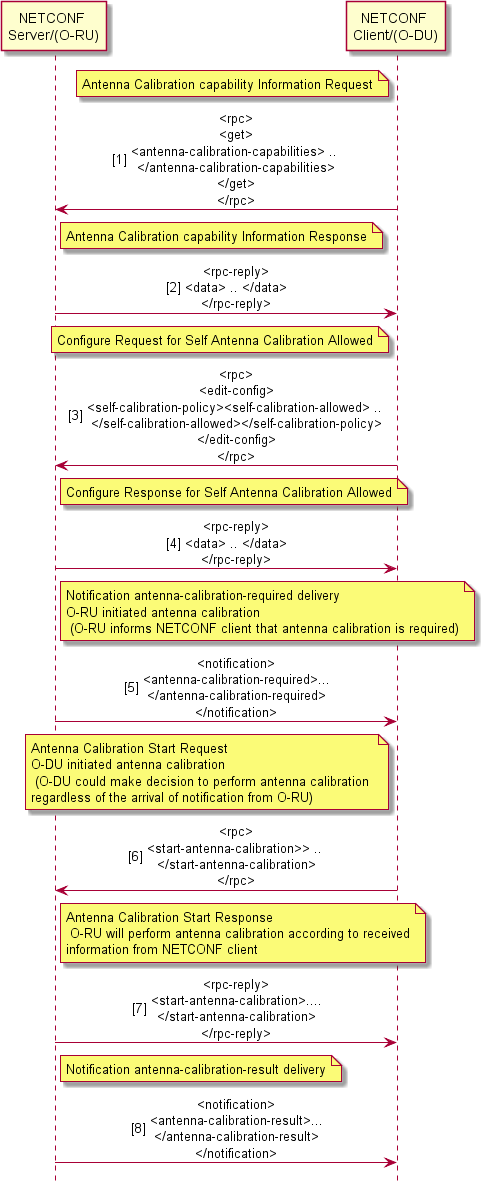 NETCONF
Server/(O-RU)
NETCONF
Client/(O-DU)
Antenna Calibration capability Information Request
<rpc>
<get>
[1] <antenna-calibration-capabilities> ..
</antenna-calibration-capabilities>
</get>
</rpc>
Antenna Calibration capability Information Response
<rpc-reply>
[2] <data> .. </data>
</rpc-reply>
Configure Request for Self Antenna Calibration Allowed
<rpc>
<edit-config>
[3] <self-calibration-policy><self-calibration-allowed> ..
</self-calibration-allowed></self-calibration-policy>
</edit-config>
</rpc>
Configure Response for Self Antenna Calibration Allowed
<rpc-reply>
[4] <data> .. </data>
</rpc-reply>
Notification antenna-calibration-required delivery
O-RU initiated antenna calibration
(O-RU informs NETCONF client that antenna calibration is required)
<notification>
[5] <antenna-calibration-required>...
</antenna-calibration-required>
</notification>
Antenna Calibration Start Request
O-DU initiated antenna calibration
(O-DU could make decision to perform antenna calibration
regardless of the arrival of notification from O-RU)
<rpc>
[6] <start-antenna-calibration>> ..
</start-antenna-calibration>
</rpc>
Antenna Calibration Start Response
O-RU will perform antenna calibration according to received
information from NETCONF client
<rpc-reply>
[7] <start-antenna-calibration>....
</start-antenna-calibration>
</rpc-reply>
Notification antenna-calibration-result delivery
<notification>
[8] <antenna-calibration-result>...
</antenna-calibration-result>
</notification>